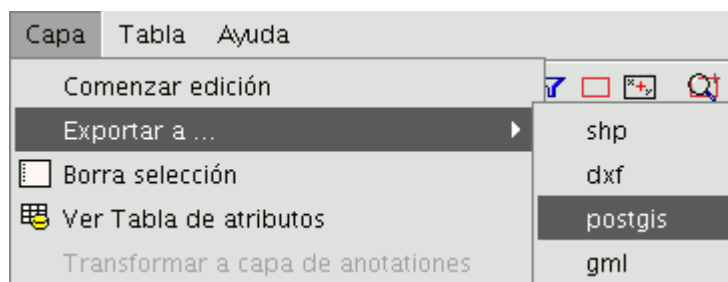 Capa Tabla Ayuda
Comenzar edición
Exportar a ...
shp
Borra selección
dxf
Ver Tabla de atributos
postgis
Transformar a capa de anotationes
gml